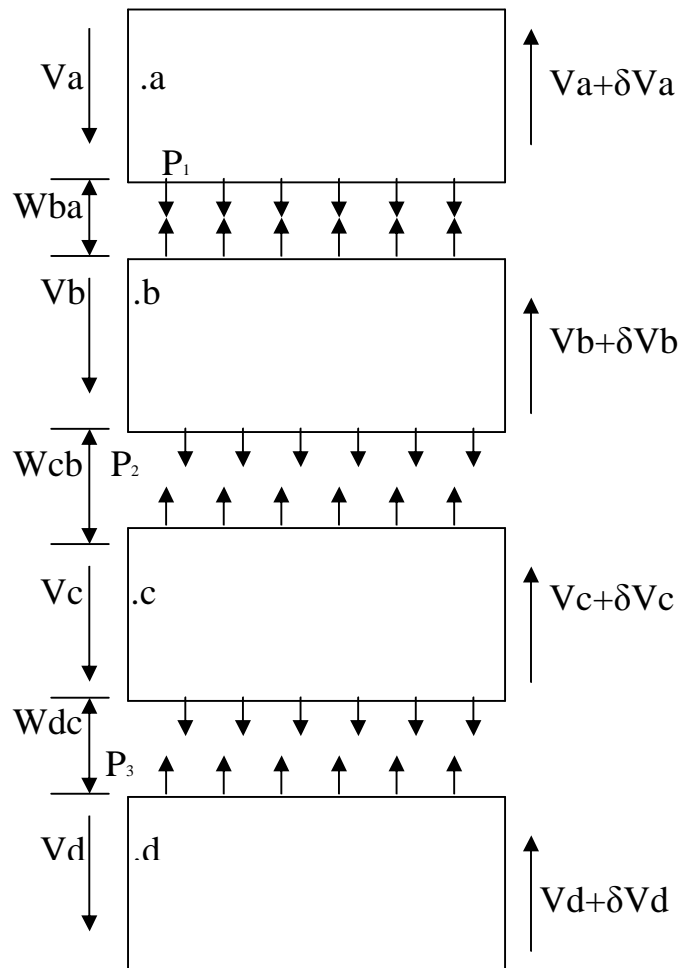 Va
.a
Va+δVa
P₁
Wba
Vb
.b
Vb+δVb
Wcb
P₂
Vc
.c
Vc+δVc
Wdc
P₃
Vd
.d
Vd+δVd